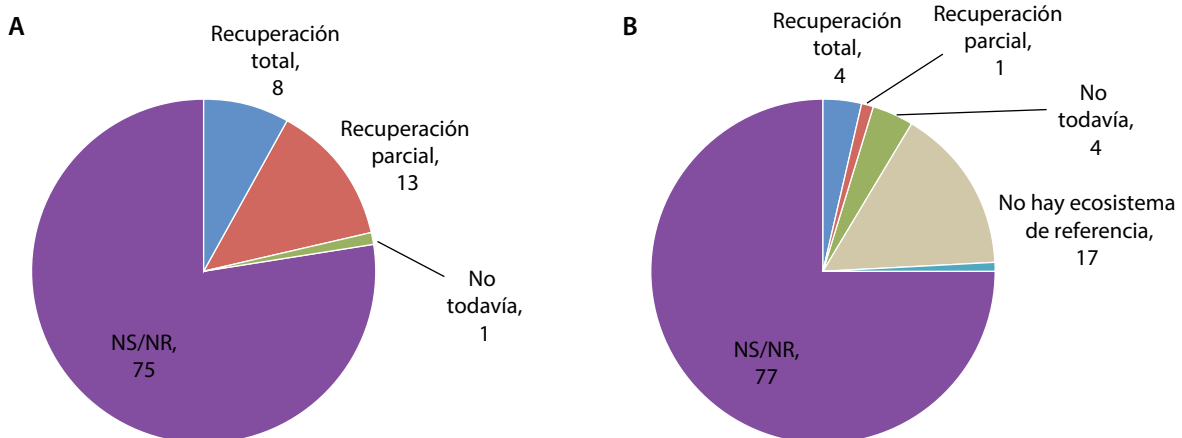 A
Recuperación
total,
8
Recuperación
parcial,
13
No
todavía,
1
NS/NR,
75
B
Recuperación
total,
4
Recuperación
parcial,
1
No
todavía,
4
No hay ecosistema
de referencia,
17
NS/NR,
77